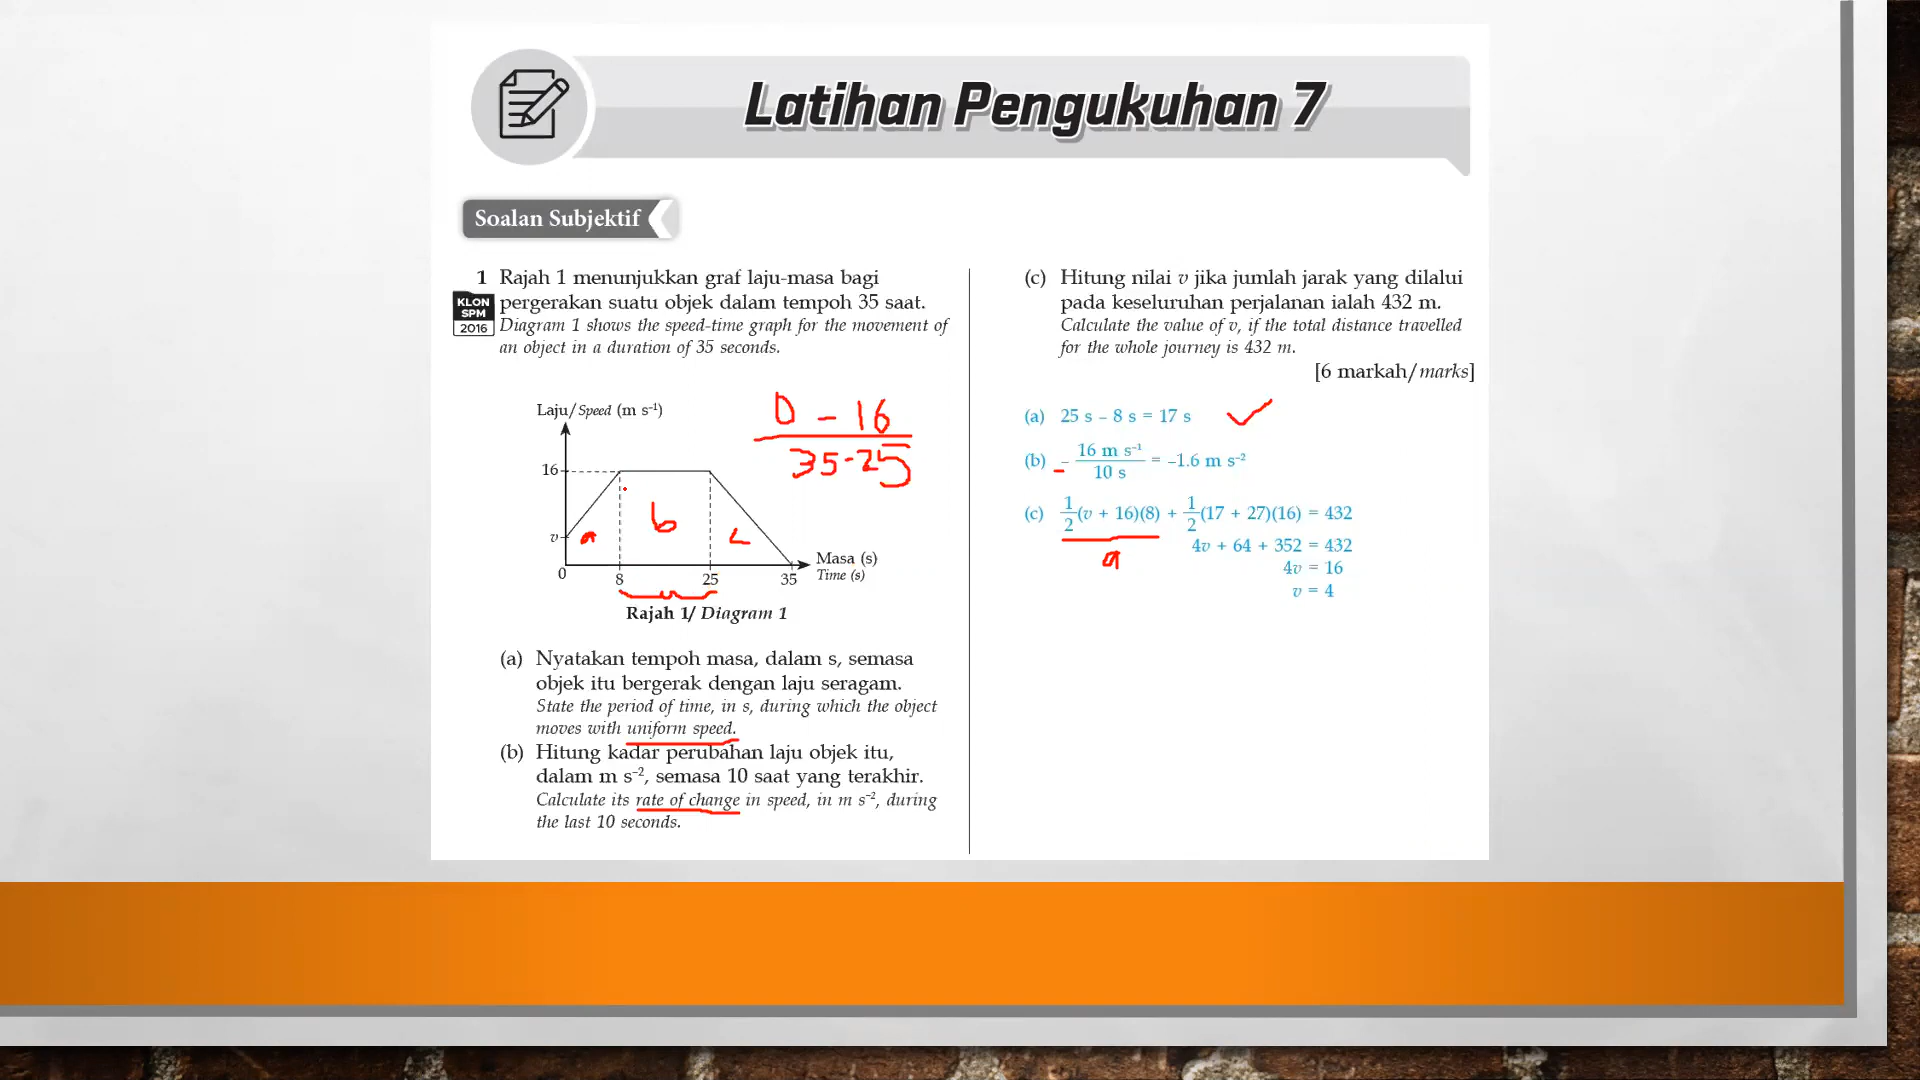 Latihan Pengukuhan 7
Soalan Subjektif
1 Rajah 1 menunjukkan graf laju-masa bagi
pergerakan suatu objek dalam tempoh 35 saat.
KLON
SPM
2016
Diagram 1 shows the speed-time graph for the movement of
an object in a duration of 35 seconds.
Laju/Speed (m s⁻¹)
16
v
0
8
25
35
Masa (s)
Time (s)
a
b
c
0 - 16
35-25
Rajah 1/ Diagram 1
(a) Nyatakan tempoh masa, dalam s, semasa
objek itu bergerak dengan laju seragam.
State the period of time, in s, during which the object
moves with uniform speed.
(b) Hitung kadar perubahan laju objek itu,
dalam m s⁻², semasa 10 saat yang terakhir.
Calculate its rate of change in speed, in m s⁻², during
the last 10 seconds.
(c) Hitung nilai v jika jumlah jarak yang dilalui
pada keseluruhan perjalanan ialah 432 m.
Calculate the value of v, if the total distance travelled
for the whole journey is 432 m.
[6 markah/marks]
(a) 25 s – 8 s = 17 s
(b) – 16 m s⁻¹ / 10 s = –1.6 m s⁻²
(c) 1/2(v + 16)(8) + 1/2(17 + 27)(16) = 432
a
4v + 64 + 352 = 432
4v = 16
v = 4